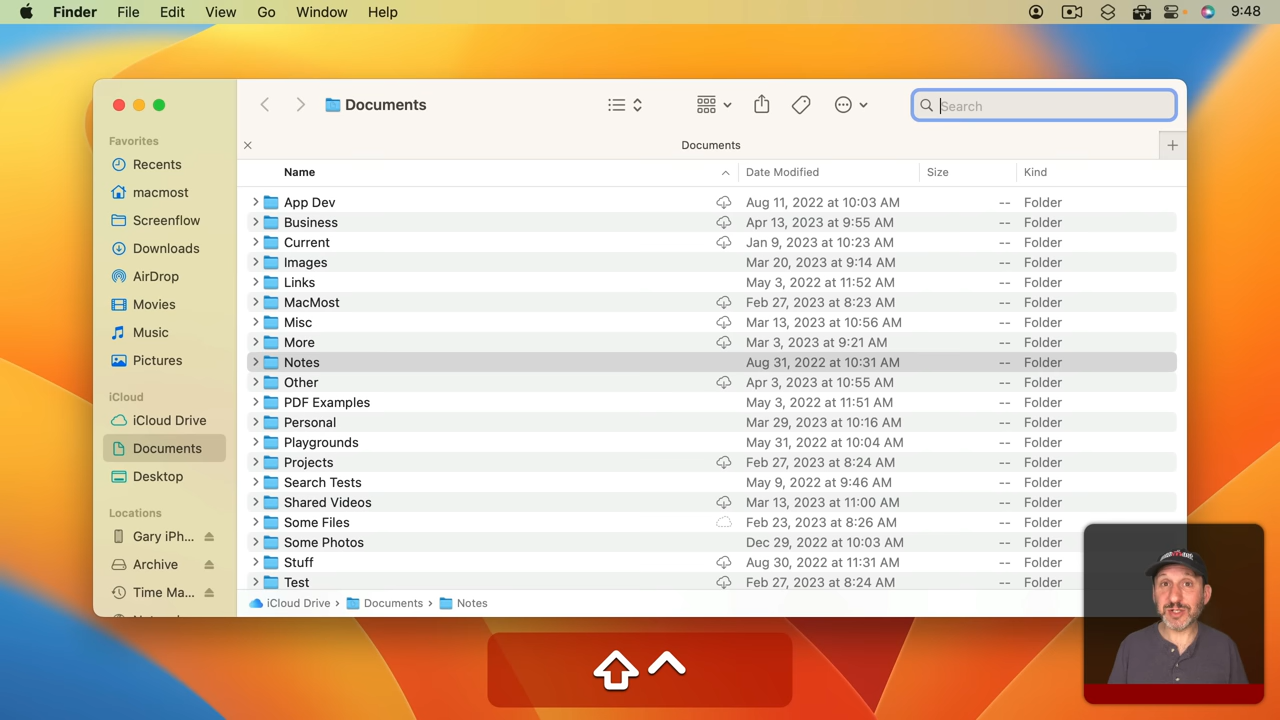 Finder File Edit View Go Window Help 9:48
Documents Search
Documents
Favorites
Recents
macmost
Screenflow
Downloads
AirDrop
Movies
Music
Pictures
iCloud
iCloud Drive
Documents
Desktop
Locations
Gary iPh...
Archive
Time Ma...
Name Date Modified Size Kind
App Dev Aug 11, 2022 at 10:03 AM -- Folder
Business Apr 13, 2023 at 9:55 AM -- Folder
Current Jan 9, 2023 at 10:23 AM -- Folder
Images Mar 20, 2023 at 9:14 AM -- Folder
Links May 3, 2022 at 11:52 AM -- Folder
MacMost Feb 27, 2023 at 8:23 AM -- Folder
Misc Mar 13, 2023 at 10:56 AM -- Folder
More Mar 3, 2023 at 9:21 AM -- Folder
Notes Aug 31, 2022 at 10:31 AM -- Folder
Other Apr 3, 2023 at 10:55 AM -- Folder
PDF Examples May 3, 2022 at 11:51 AM -- Folder
Personal Mar 29, 2023 at 10:16 AM -- Folder
Playgrounds May 31, 2022 at 10:04 AM -- Folder
Projects Feb 27, 2023 at 8:24 AM -- Folder
Search Tests May 9, 2022 at 9:46 AM -- Folder
Shared Videos Mar 13, 2023 at 11:00 AM -- Folder
Some Files Feb 23, 2023 at 8:26 AM -- Folder
Some Photos Dec 29, 2022 at 10:03 AM -- Folder
Stuff Aug 30, 2022 at 11:31 AM -- Folder
Test Feb 27, 2023 at 8:24 AM -- Folder
iCloud Drive › Documents › Notes